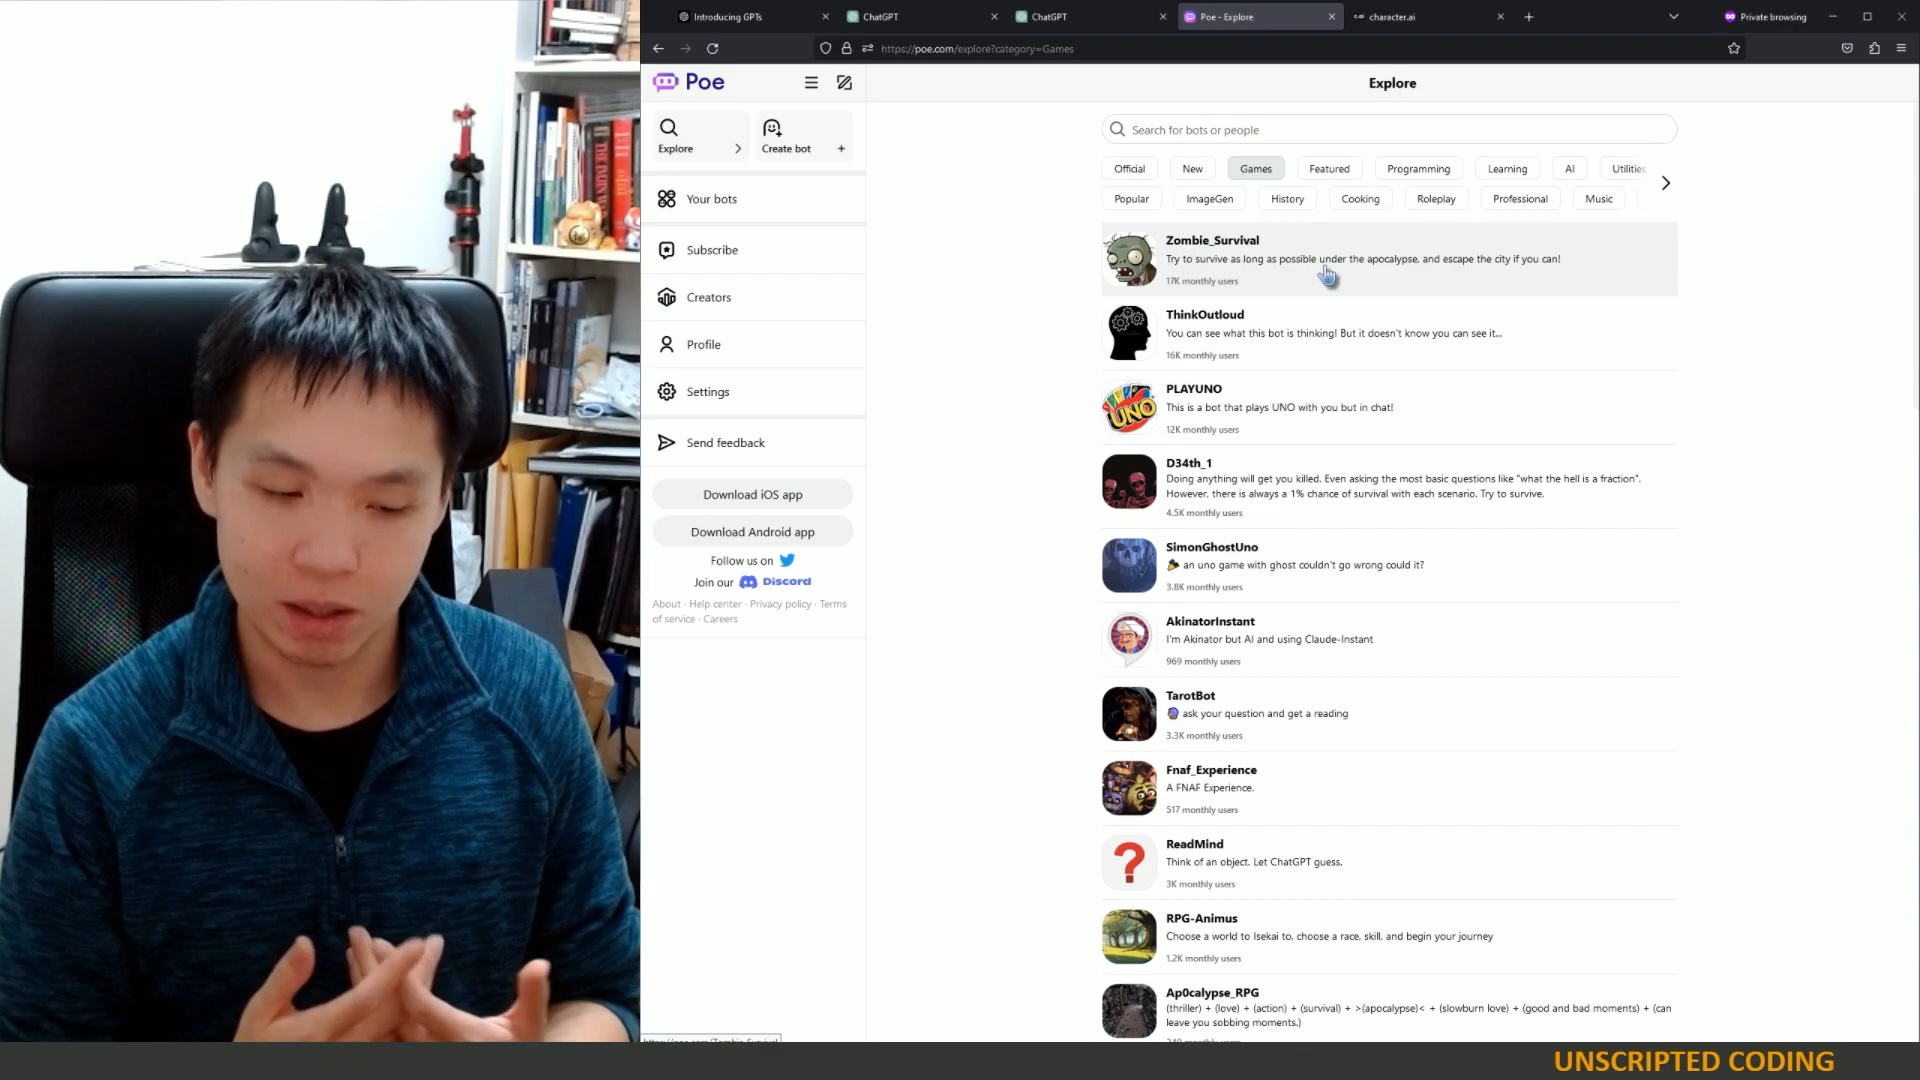 Introducing GPTs
ChatGPT
ChatGPT
Poe - Explore
c.ai
character.ai
Private browsing
https://poe.com/explore?category=Games
Poe
Explore
Explore
Create bot
Your bots
Subscribe
Creators
Profile
Settings
Send feedback
Download iOS app
Download Android app
Follow us on
Join our Discord
About · Help center · Privacy policy · Terms
of service · Careers
Search for bots or people
Official
New
Games
Featured
Programming
Learning
AI
Utilities
Popular
ImageGen
History
Cooking
Roleplay
Professional
Music
Zombie_Survival
Try to survive as long as possible under the apocalypse, and escape the city if you can!
17K monthly users
ThinkOutloud
You can see what this bot is thinking! But it doesn't know you can see it...
16K monthly users
UNO
PLAYUNO
This is a bot that plays UNO with you but in chat!
12K monthly users
D34th_1
Doing anything will get you killed. Even asking the most basic questions like "what the hell is a fraction".
However, there is always a 1% chance of survival with each scenario. Try to survive.
4.5K monthly users
SimonGhostUno
an uno game with ghost couldn't go wrong could it?
3.8K monthly users
AkinatorInstant
I'm Akinator but AI and using Claude-Instant
969 monthly users
TarotBot
🔮 ask your question and get a reading
3.3K monthly users
Fnaf_Experience
A FNAF Experience.
517 monthly users
?
ReadMind
Think of an object. Let ChatGPT guess.
3K monthly users
RPG-Animus
Choose a world to Isekai to, choose a race, skill, and begin your journey
1.2K monthly users
Ap0calypse_RPG
(thriller) + (love) + (action) + (survival) + >(apocalypse)< + (slowburn love) + (good and bad moments) + (can
leave you sobbing moments.)
UNSCRIPTED CODING